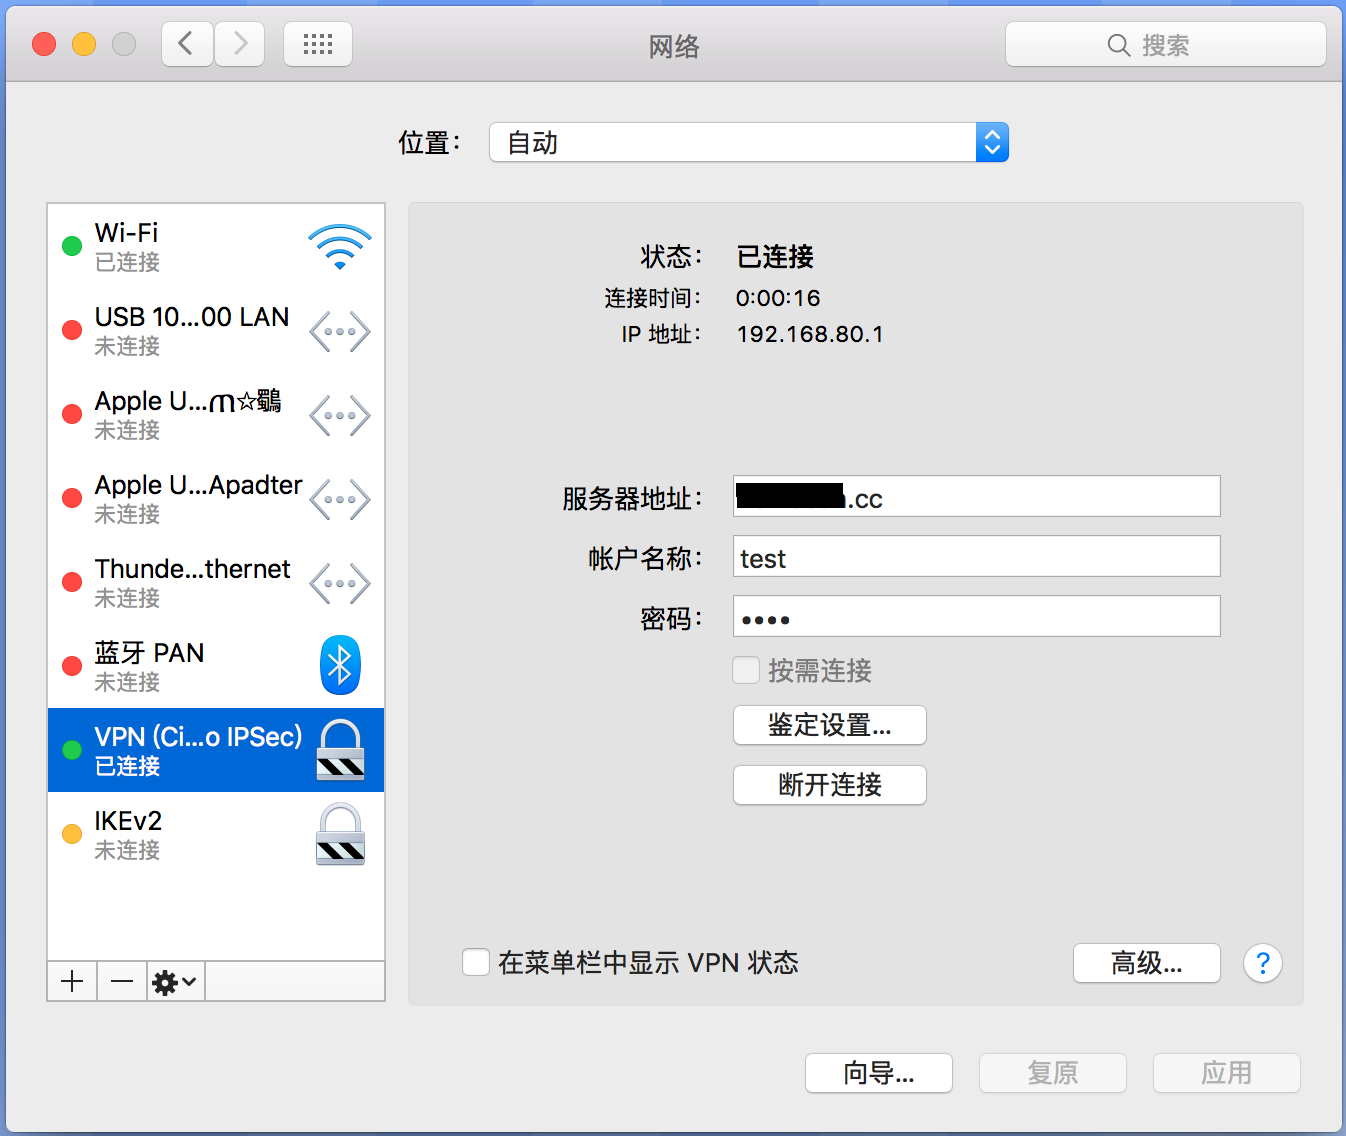 网络
搜索
位置：
自动
Wi-Fi
已连接
USB 10...00 LAN
未连接
Apple U...
未连接
Apple U...Apadter
未连接
Thunde...thernet
未连接
蓝牙 PAN
未连接
VPN (Ci...o IPSec)
已连接
IKEv2
未连接
状态：
已连接
连接时间：
0:00:16
IP 地址：
192.168.80.1
服务器地址：
.cc
帐户名称：
test
密码：
••••
按需连接
鉴定设置...
断开连接
在菜单栏中显示 VPN 状态
高级...
?
向导...
复原
应用